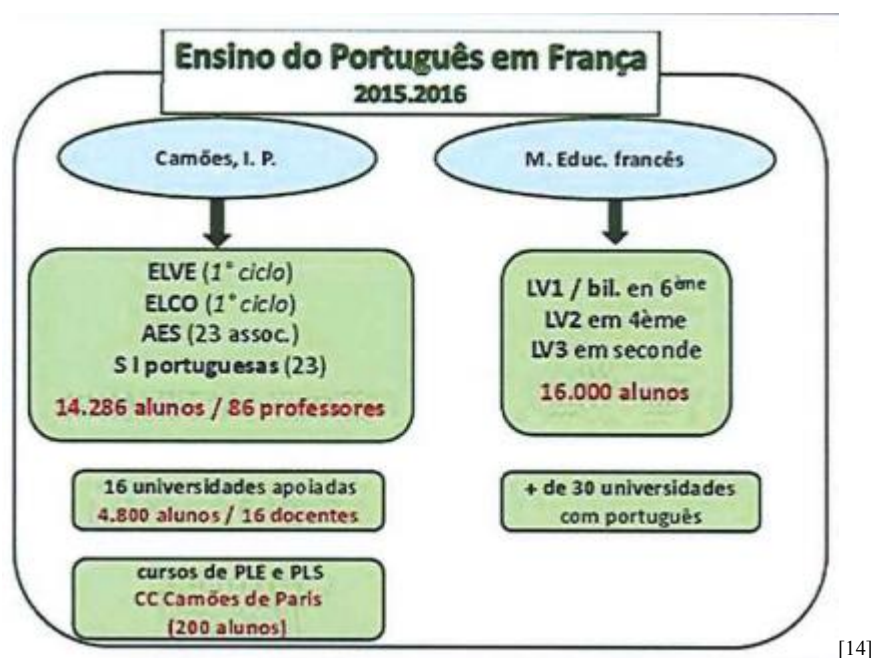 Ensino do Português em França
2015.2016
Camões, I. P.
ELVE (1° ciclo)
ELCO (1° ciclo)
AES (23 assoc.)
S I portuguesas (23)
14.286 alunos / 86 professores
16 universidades apoiadas
4.800 alunos / 16 docentes
cursos de PLE e PLS
CC Camões de Paris
(200 alunos)
M. Educ. francés
LV1 / bil. en 6ème
LV2 em 4ème
LV3 em seconde
16.000 alunos
+ de 30 universidades
com português
[14]